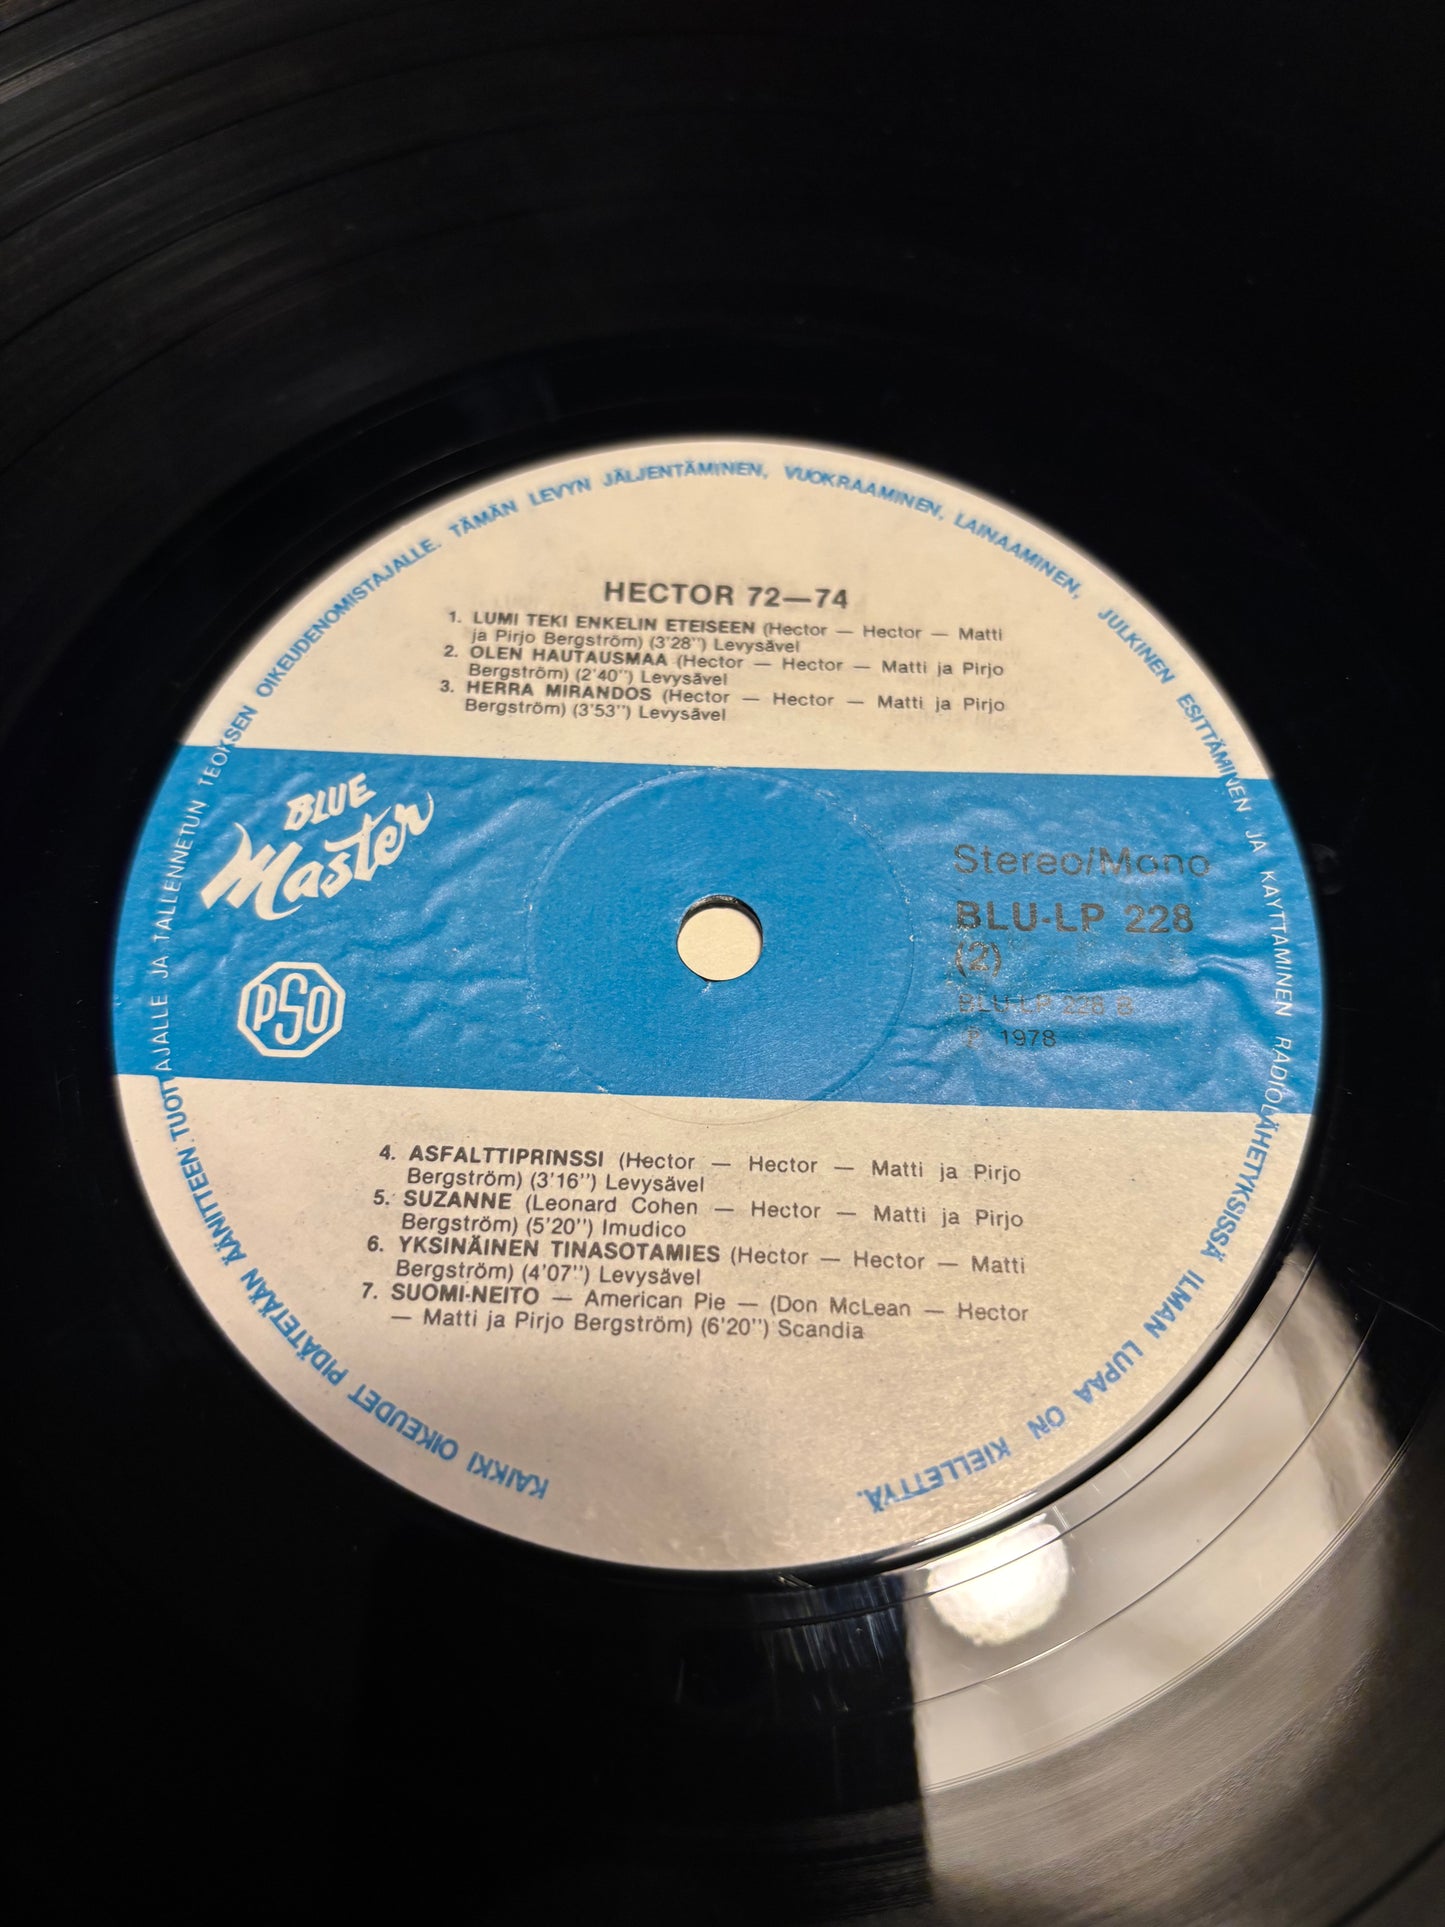 KAIKKI OIKEUDET PIDÄTETÄÄN ÄÄNITTEEN TUOTTAJALLE JA TALLENNETUN TEOKSEN OIKEUDENOMISTAJALLE. TÄMÄN LEVYN JÄLJENTÄMINEN, VUOKRAAMINEN, LAINAAMINEN, JULKINEN ESITTÄMINEN JA KÄYTTÄMINEN RADIOLÄHETYKSISSÄ ILMAN LUPAA ON KIELLETTYÄ.
HECTOR 72—74
1. LUMI TEKI ENKELIN ETEISEEN (Hector — Hector — Matti
ja Pirjo Bergström) (3'28") Levysävel
2. OLEN HAUTAUSMAA (Hector — Hector — Matti ja Pirjo
Bergström) (2'40") Levysävel
3. HERRA MIRANDOS (Hector — Hector — Matti ja Pirjo
Bergström) (3'53") Levysävel
BLUE
Master
PSO
Stereo/Mono
BLU-LP 228
(2)
BLU-LP 228 B
℗ 1978
4. ASFALTTIPRINSSI (Hector — Hector — Matti ja Pirjo
Bergström) (3'16") Levysävel
5. SUZANNE (Leonard Cohen — Hector — Matti ja Pirjo
Bergström) (5'20") Imudico
6. YKSINÄINEN TINASOTAMIES (Hector — Hector — Matti
Bergström) (4'07") Levysävel
7. SUOMI-NEITO — American Pie — (Don McLean — Hector
— Matti ja Pirjo Bergström) (6'20") Scandia